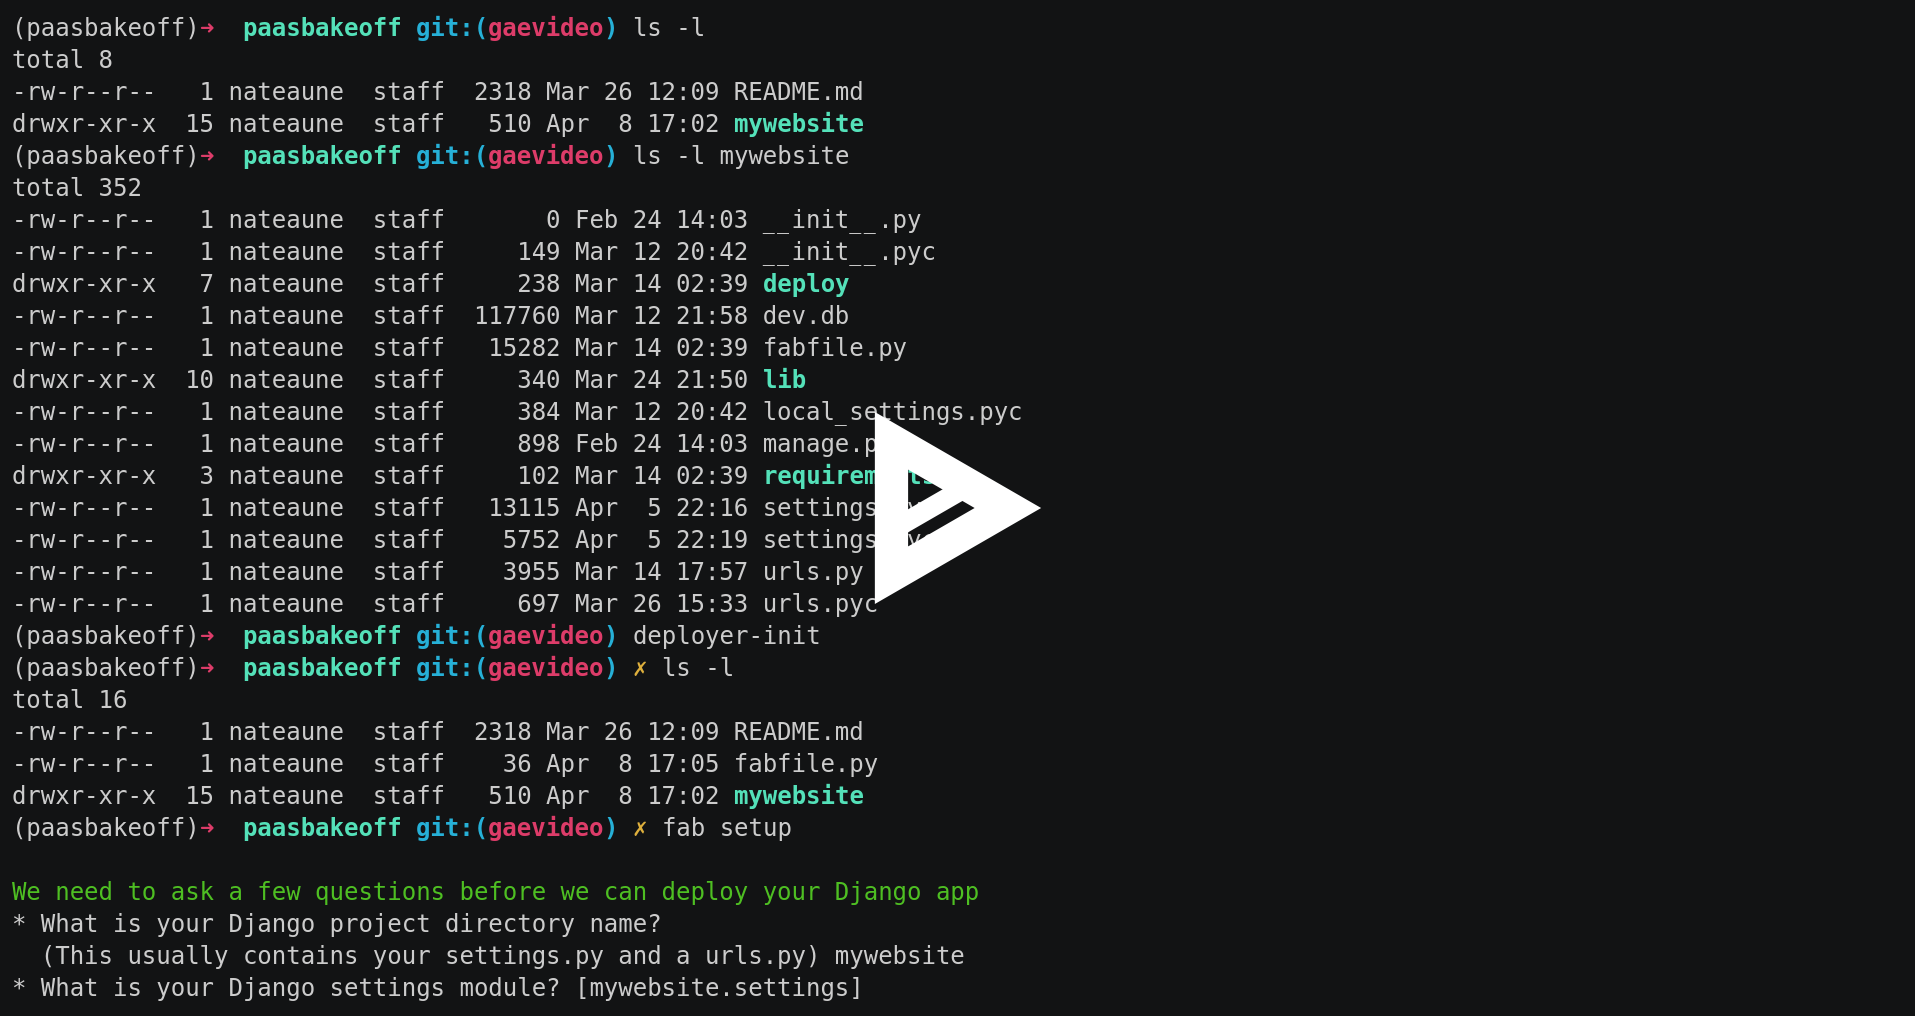 (paasbakeoff)➜  paasbakeoff git:(gaevideo) ls -l
total 8
-rw-r--r--   1 nateaune  staff  2318 Mar 26 12:09 README.md
drwxr-xr-x  15 nateaune  staff   510 Apr  8 17:02 mywebsite
(paasbakeoff)➜  paasbakeoff git:(gaevideo) ls -l mywebsite
total 352
-rw-r--r--   1 nateaune  staff       0 Feb 24 14:03 __init__.py
-rw-r--r--   1 nateaune  staff     149 Mar 12 20:42 __init__.pyc
drwxr-xr-x   7 nateaune  staff     238 Mar 14 02:39 deploy
-rw-r--r--   1 nateaune  staff  117760 Mar 12 21:58 dev.db
-rw-r--r--   1 nateaune  staff   15282 Mar 14 02:39 fabfile.py
drwxr-xr-x  10 nateaune  staff     340 Mar 24 21:50 lib
-rw-r--r--   1 nateaune  staff     384 Mar 12 20:42 local_settings.pyc
-rw-r--r--   1 nateaune  staff     898 Feb 24 14:03
drwxr-xr-x   3 nateaune  staff     102 Mar 14 02:39
-rw-r--r--   1 nateaune  staff   13115 Apr  5 22:16
-rw-r--r--   1 nateaune  staff    5752 Apr  5 22:19
-rw-r--r--   1 nateaune  staff    3955 Mar 14 17:57 urls.py
-rw-r--r--   1 nateaune  staff     697 Mar 26 15:33 urls.pyc
(paasbakeoff)➜  paasbakeoff git:(gaevideo) deployer-init
(paasbakeoff)➜  paasbakeoff git:(gaevideo) ✗ ls -l
total 16
-rw-r--r--   1 nateaune  staff  2318 Mar 26 12:09 README.md
-rw-r--r--   1 nateaune  staff    36 Apr  8 17:05 fabfile.py
drwxr-xr-x  15 nateaune  staff   510 Apr  8 17:02 mywebsite
(paasbakeoff)➜  paasbakeoff git:(gaevideo) ✗ fab setup
We need to ask a few questions before we can deploy your Django app
* What is your Django project directory name?
  (This usually contains your settings.py and a urls.py) mywebsite
* What is your Django settings module? [mywebsite.settings]